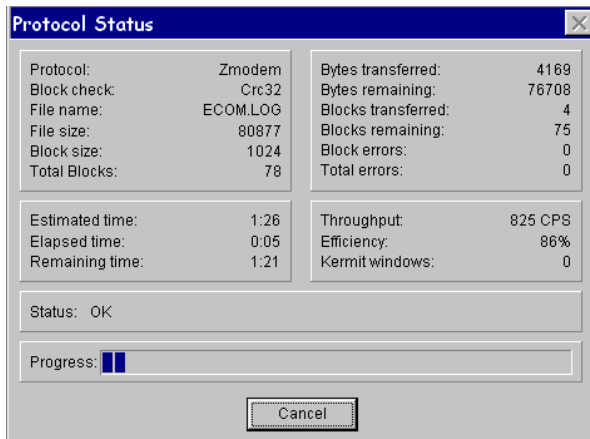 Protocol Status
Protocol: Zmodem
Block check: Crc32
File name: ECOM.LOG
File size: 80877
Block size: 1024
Total Blocks: 78
Bytes transferred: 4169
Bytes remaining: 76708
Blocks transferred: 4
Blocks remaining: 75
Block errors: 0
Total errors: 0
Estimated time: 1:26
Elapsed time: 0:05
Remaining time: 1:21
Throughput: 825 CPS
Efficiency: 86%
Kermit windows: 0
Status: OK
Progress:
Cancel